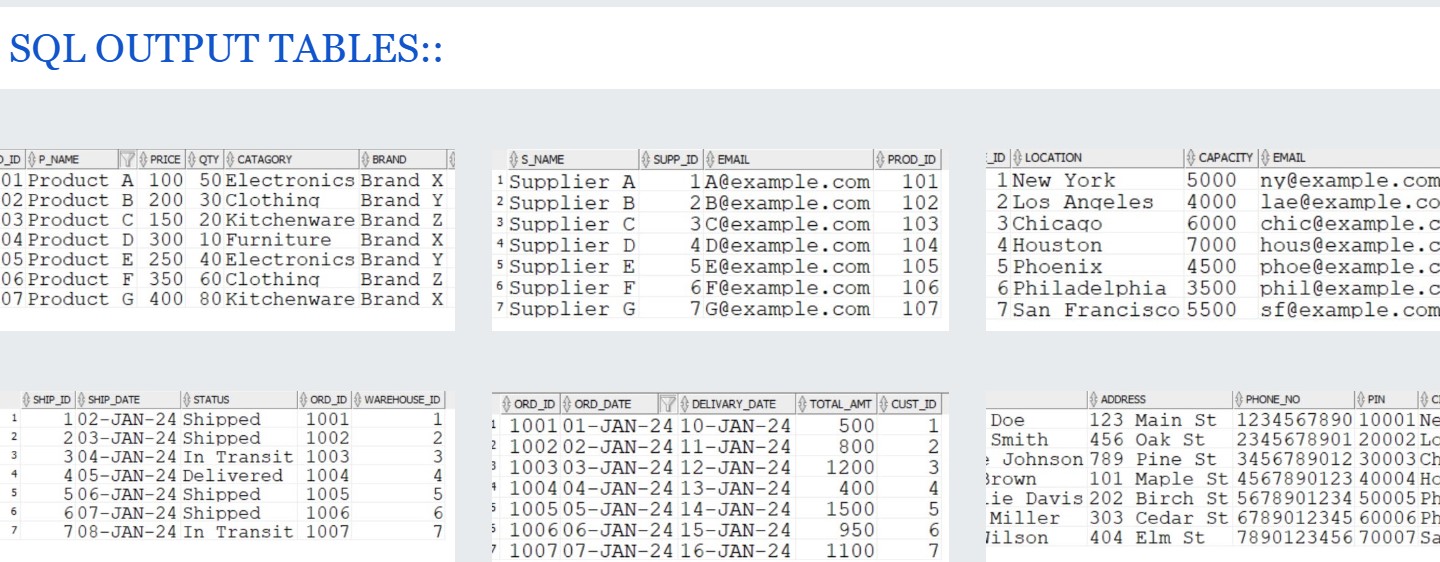 SQL OUTPUT TABLES::
D_ID P_NAME PRICE QTY CATAGORY BRAND
01 Product A 100 50 Electronics Brand X
02 Product B 200 30 Clothing Brand Y
03 Product C 150 20 Kitchenware Brand Z
04 Product D 300 10 Furniture Brand X
05 Product E 250 40 Electronics Brand Y
06 Product F 350 60 Clothing Brand Z
07 Product G 400 80 Kitchenware Brand X
S_NAME SUPP_ID EMAIL PROD_ID
1 Supplier A 1 A@example.com 101
2 Supplier B 2 B@example.com 102
3 Supplier C 3 C@example.com 103
4 Supplier D 4 D@example.com 104
5 Supplier E 5 E@example.com 105
6 Supplier F 6 F@example.com 106
7 Supplier G 7 G@example.com 107
_ID LOCATION CAPACITY EMAIL
1 New York 5000 ny@example.com
2 Los Angeles 4000 lae@example.co
3 Chicago 6000 chic@example.c
4 Houston 7000 hous@example.c
5 Phoenix 4500 phoe@example.c
6 Philadelphia 3500 phil@example.c
7 San Francisco 5500 sf@example.com
SHIP_ID SHIP_DATE STATUS ORD_ID WAREHOUSE_ID
1 1 02-JAN-24 Shipped 1001 1
2 2 03-JAN-24 Shipped 1002 2
3 3 04-JAN-24 In Transit 1003 3
4 4 05-JAN-24 Delivered 1004 4
5 5 06-JAN-24 Shipped 1005 5
6 6 07-JAN-24 Shipped 1006 6
7 7 08-JAN-24 In Transit 1007 7
ORD_ID ORD_DATE DELIVARY_DATE TOTAL_AMT CUST_ID
1 1001 01-JAN-24 10-JAN-24 500 1
2 1002 02-JAN-24 11-JAN-24 800 2
3 1003 03-JAN-24 12-JAN-24 1200 3
4 1004 04-JAN-24 13-JAN-24 400 4
5 1005 05-JAN-24 14-JAN-24 1500 5
6 1006 06-JAN-24 15-JAN-24 950 6
7 1007 07-JAN-24 16-JAN-24 1100 7
ADDRESS PHONE_NO PIN CI
Doe 123 Main St 1234567890 10001 Ne
Smith 456 Oak St 2345678901 20002 Lo
Johnson 789 Pine St 3456789012 30003 Ch
Brown 101 Maple St 4567890123 40004 Ho
lie Davis 202 Birch St 5678901234 50005 Ph
Miller 303 Cedar St 6789012345 60006 Ph
Wilson 404 Elm St 7890123456 70007 Sa